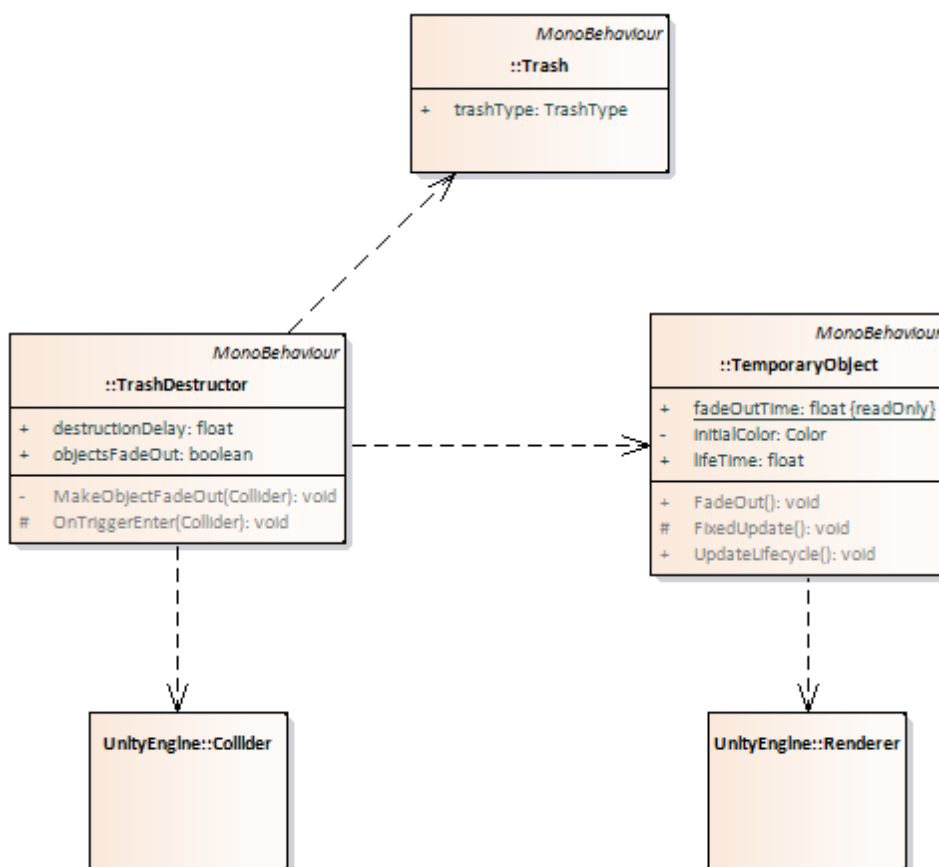 MonoBehaviour
::Trash
+ trashType: TrashType
MonoBehaviour
::TrashDestructor
+ destructionDelay: float
+ objectsFadeOut: boolean
- MakeObjectFadeOut(Collider): void
# OnTriggerEnter(Collider): void
MonoBehaviour
::TemporaryObject
+ fadeOutTime: float {readOnly}
- initialColor: Color
+ lifeTime: float
+ FadeOut(): void
# FixedUpdate(): void
+ UpdateLifecycle(): void
UnityEngine::Collider
UnityEngine::Renderer